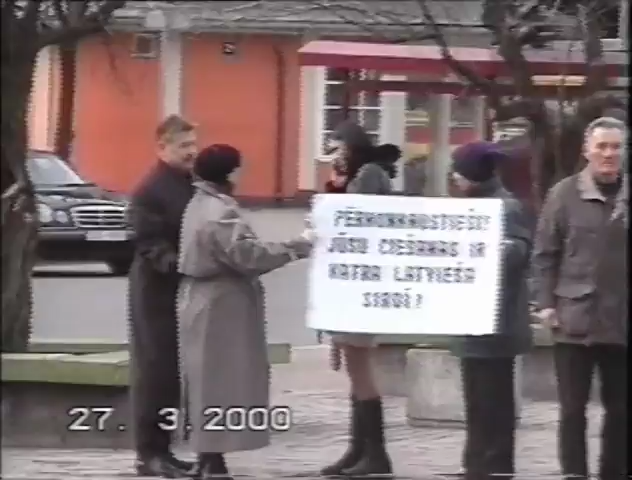 PĒRKONKRUSTIEŠI!
JŪSU CIEŠANAS IR
KATRA LATVIEŠA
SIRDĪ!
27. 3.2000